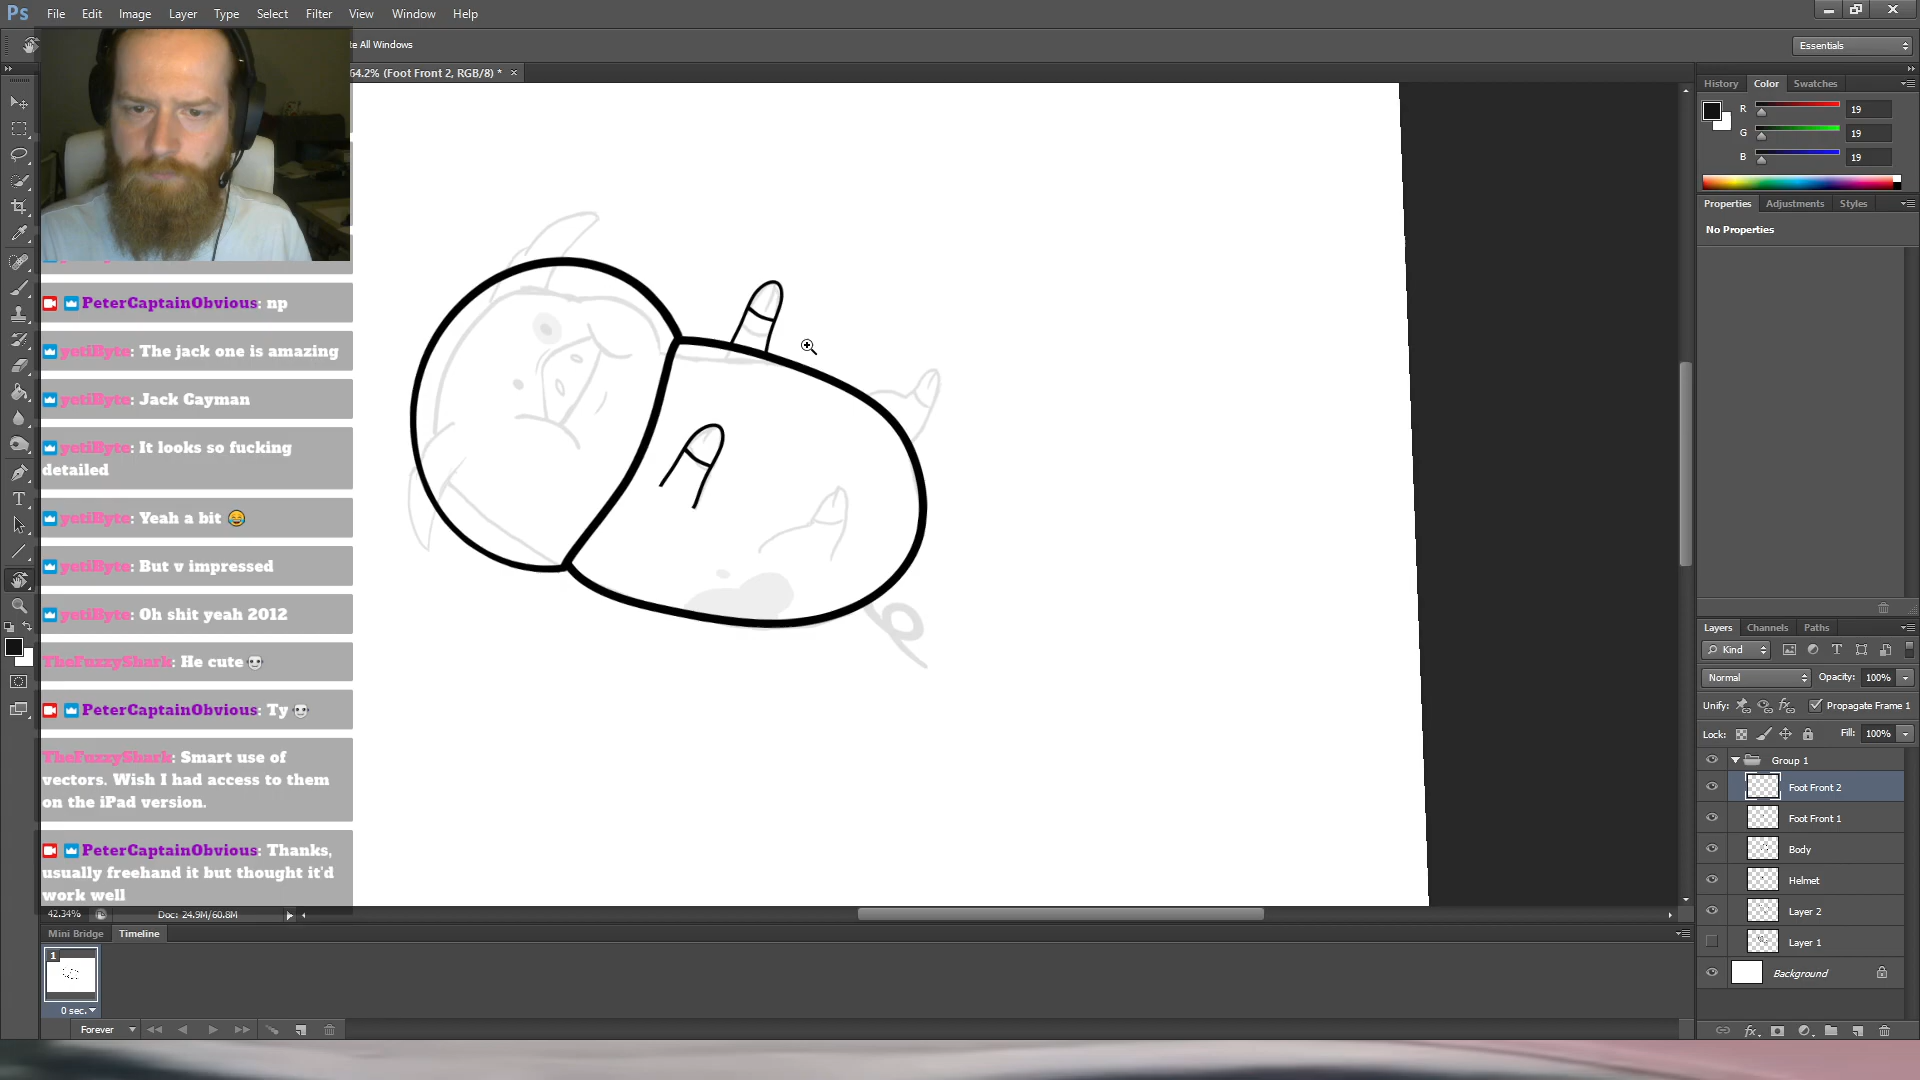 Ps File Edit Image Layer Type Select Filter View Window Help
te All Windows
Essentials
64.2% (Foot Front 2, RGB/8) *
History Color Swatches
R 19
G 19
B 19
Properties Adjustments Styles
No Properties
PeterCaptainObvious: np
yetiByte: The jack one is amazing
yetiByte: Jack Cayman
yetiByte: It looks so fucking
detailed
yetiByte: Yeah a bit 😂
yetiByte: But v impressed
yetiByte: Oh shit yeah 2012
TheFuzzyShark: He cute
PeterCaptainObvious: Ty
TheFuzzyShark: Smart use of
vectors. Wish I had access to them
on the iPad version.
PeterCaptainObvious: Thanks,
usually freehand it but thought it'd
work well
Layers Channels Paths
Kind
Normal Opacity: 100%
Unify: Propagate Frame 1
Lock: Fill: 100%
Group 1
Foot Front 2
Foot Front 1
Body
Helmet
Layer 2
Layer 1
Background
42.34% Doc: 24.9M/60.8M
Mini Bridge Timeline
1
0 sec.
Forever
fx